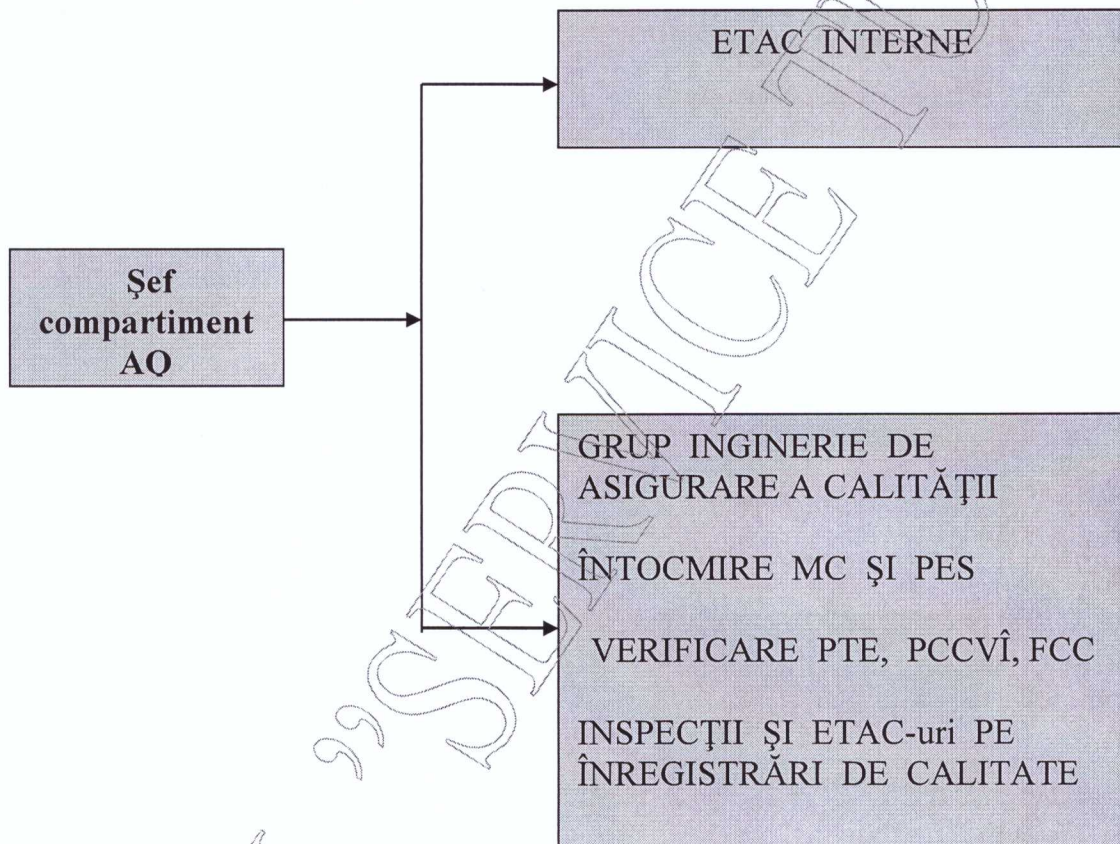 ETAC INTERNE
Şef
compartiment
AQ
GRUP INGINERIE DE
ASIGURARE A CALITĂŢII
ÎNTOCMIRE MC ŞI PES
VERIFICARE PTE, PCCVÎ, FCC
INSPECŢII ŞI ETAC-uri PE
ÎNREGISTRĂRI DE CALITATE
”SERVICE